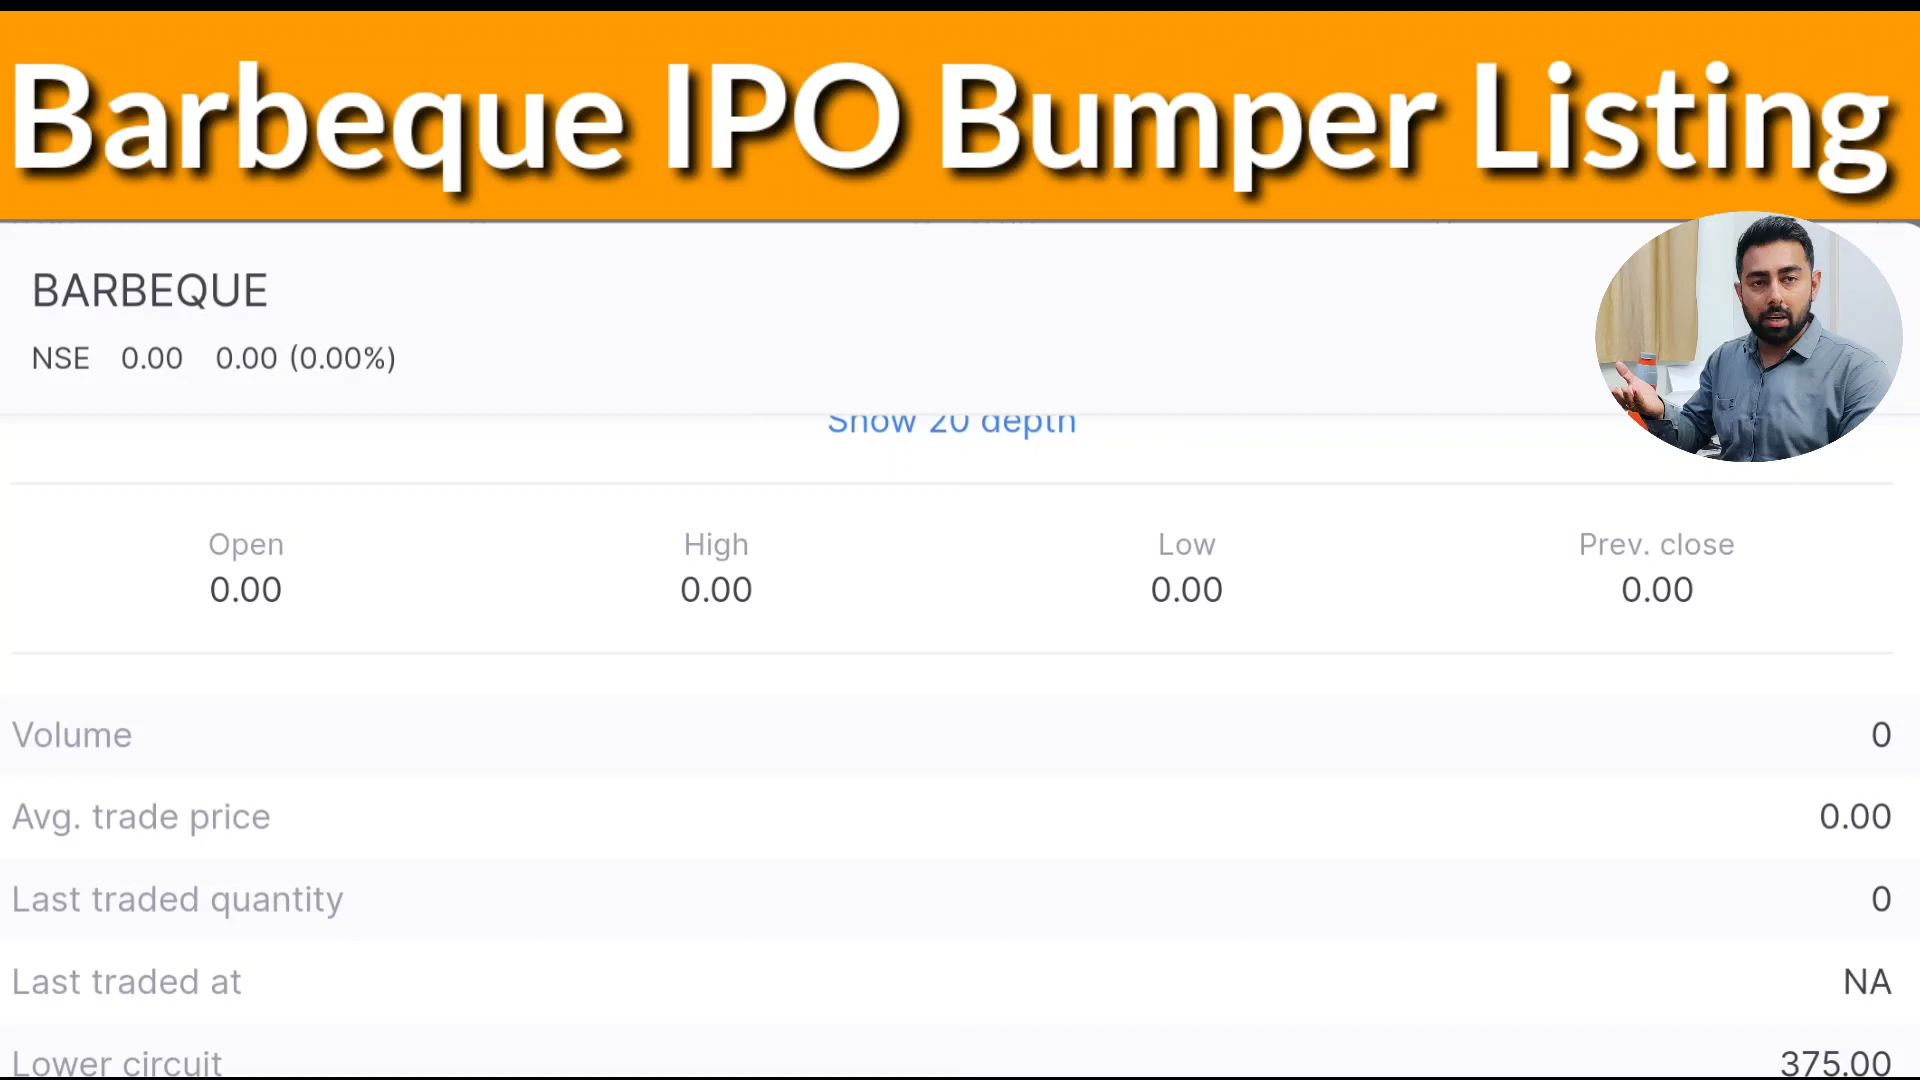 Barbeque IPO Bumper Listing
BARBEQUE
NSE 0.00 0.00 (0.00%)
Show 20 depth
Open High Low Prev. close
0.00 0.00 0.00 0.00
Volume 0
Avg. trade price 0.00
Last traded quantity 0
Last traded at NA
Lower circuit 375.00